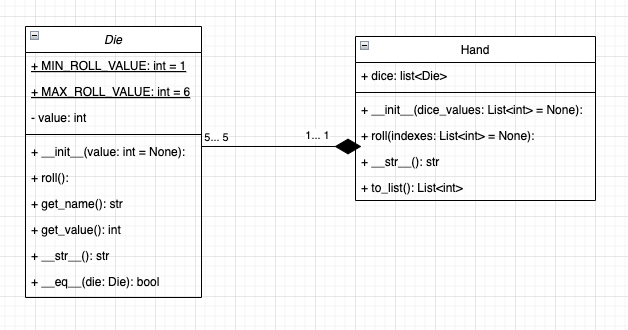 Die
+ MIN_ROLL_VALUE: int = 1
+ MAX_ROLL_VALUE: int = 6
- value: int
+ __init__(value: int = None):
+ roll():
+ get_name(): str
+ get_value(): int
+ __str__(): str
+ __eq__(die: Die): bool
5... 5
1... 1
Hand
+ dice: list<Die>
+ __init__(dice_values: List<int> = None):
+ roll(indexes: List<int> = None):
+ __str__(): str
+ to_list(): List<int>